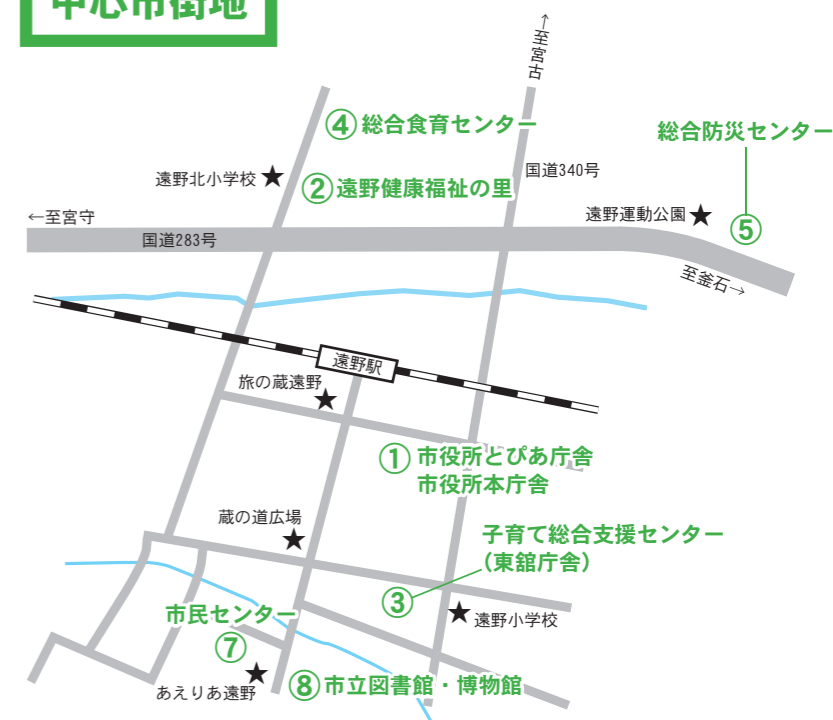 中心市街地
↑至宮古
④ 総合食育センター
総合防災センター
遠野北小学校
国道340号
② 遠野健康福祉の里
遠野運動公園
←至宮守
⑤
国道283号
至釜石→
遠野駅
旅の蔵遠野
① 市役所とぴあ庁舎
市役所本庁舎
蔵の道広場
子育て総合支援センター
(東舘庁舎)
③
市民センター
遠野小学校
⑦
あえりあ遠野
⑧ 市立図書館・博物館